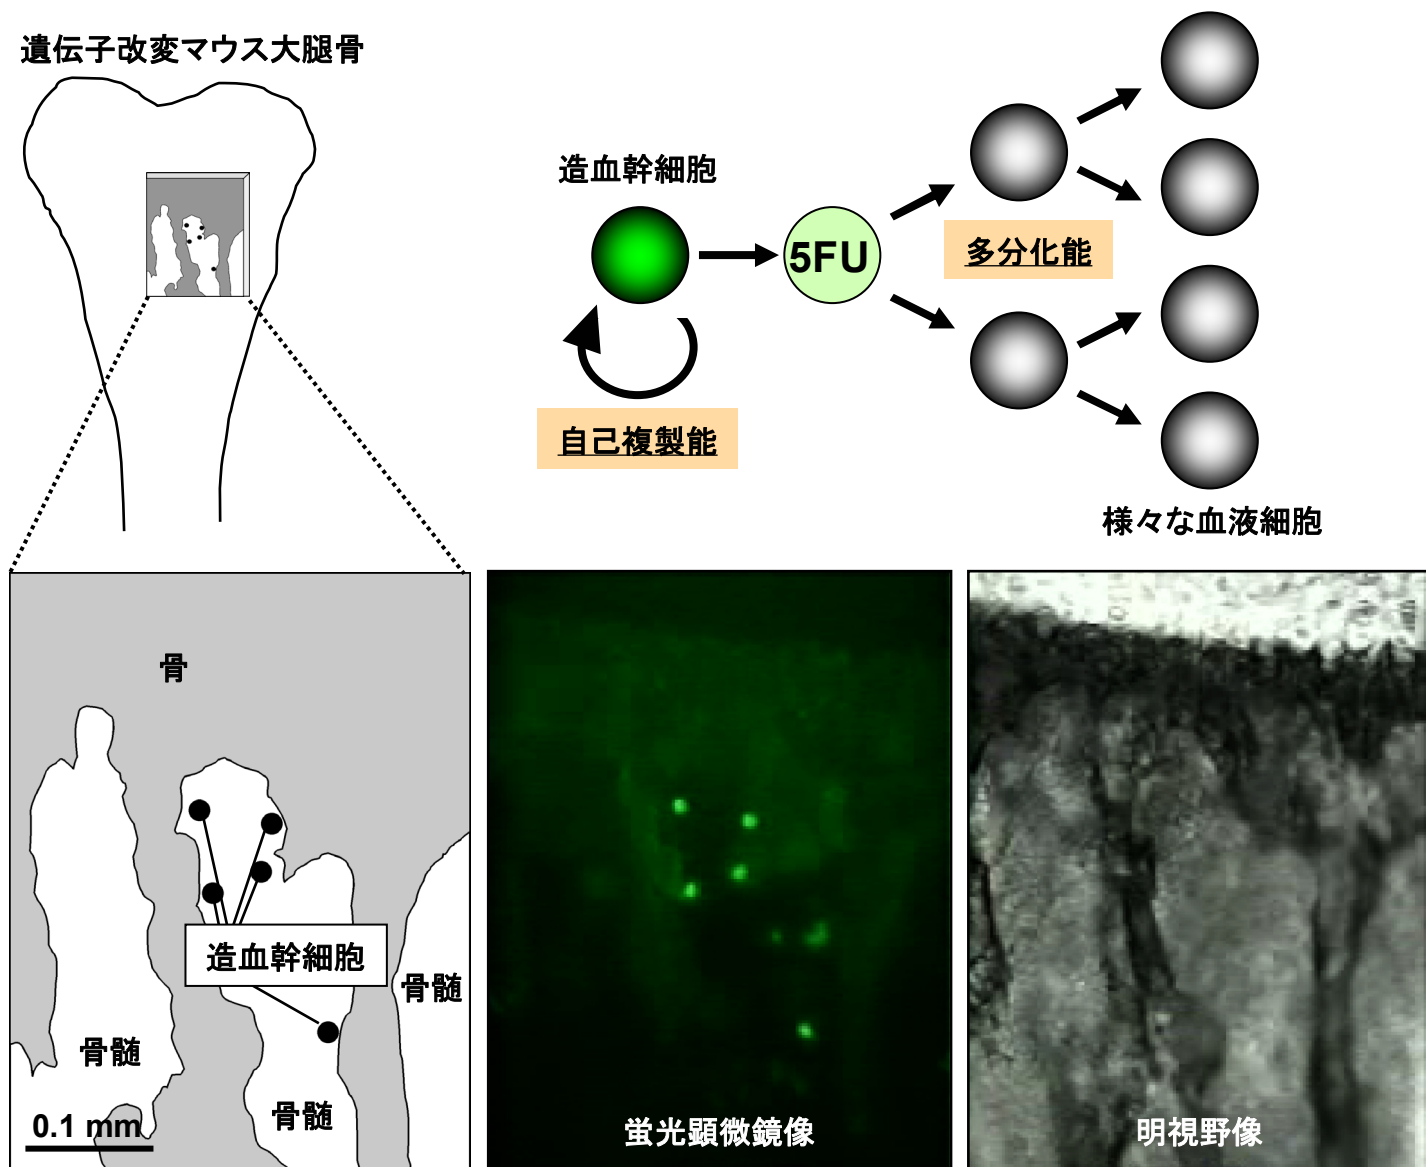 遺伝子改変マウス大腿骨
造血幹細胞
5FU
多分化能
自己複製能
様々な血液細胞
骨
造血幹細胞
骨髄
骨髄
骨髄
0.1 mm
蛍光顕微鏡像
明視野像